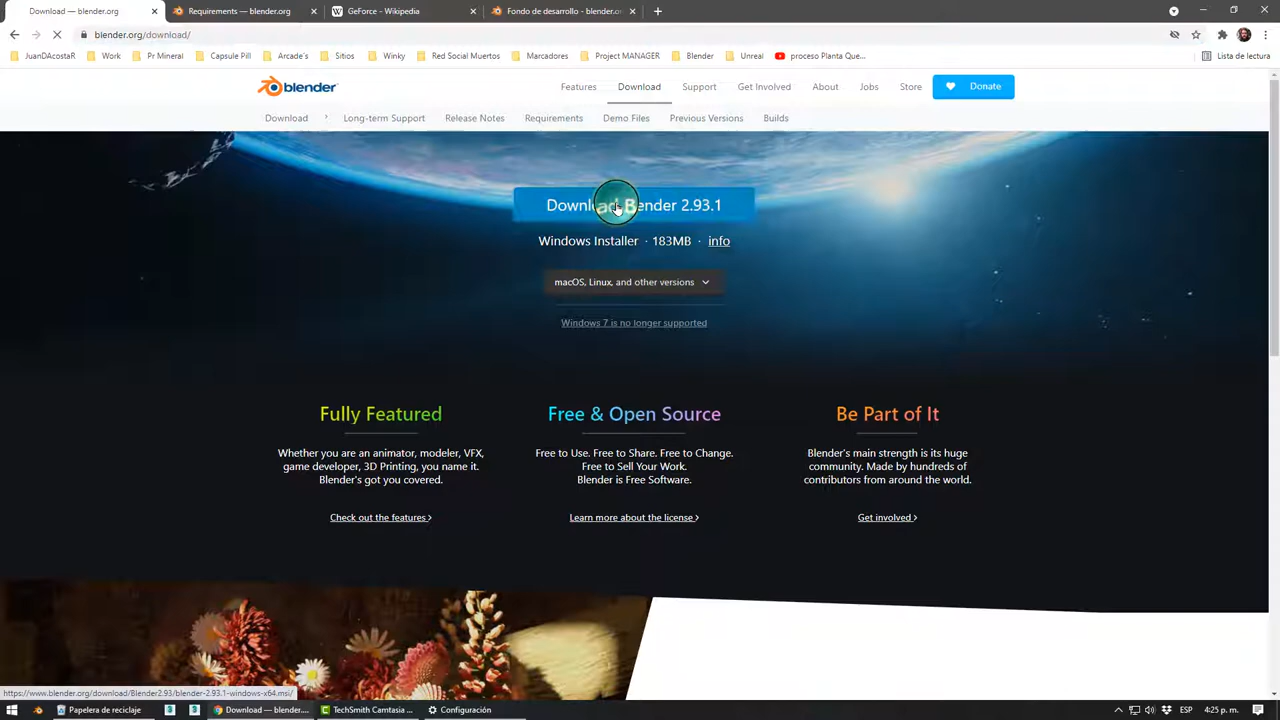 Download — blender.org
Requirements — blender.org
GeForce - Wikipedia
Fondo de desarrollo - blender.or
blender.org/download/
JuanDAcostaR
Work
Pr Mineral
Capsule Pill
Arcade's
Sitios
Winky
Red Social Muertos
Marcadores
Project MANAGER
Blender
Unreal
proceso Planta Que...
Lista de lectura
blender
Features
Download
Support
Get Involved
About
Jobs
Store
Donate
Download
Long-term Support
Release Notes
Requirements
Demo Files
Previous Versions
Builds
Download Blender 2.93.1
Windows Installer · 183MB · info
macOS, Linux, and other versions
Windows 7 is no longer supported
Fully Featured
Whether you are an animator, modeler, VFX,
game developer, 3D Printing, you name it.
Blender's got you covered.
Check out the features
Free & Open Source
Free to Use. Free to Share. Free to Change.
Free to Sell Your Work.
Blender is Free Software.
Learn more about the license
Be Part of It
Blender's main strength is its huge
community. Made by hundreds of
contributors from around the world.
Get involved
https://www.blender.org/download/Blender2.93/blender-2.93.1-windows-x64.msi/
Papelera de reciclaje
Download — blender....
TechSmith Camtasia ...
Configuración
ESP
4:25 p. m.